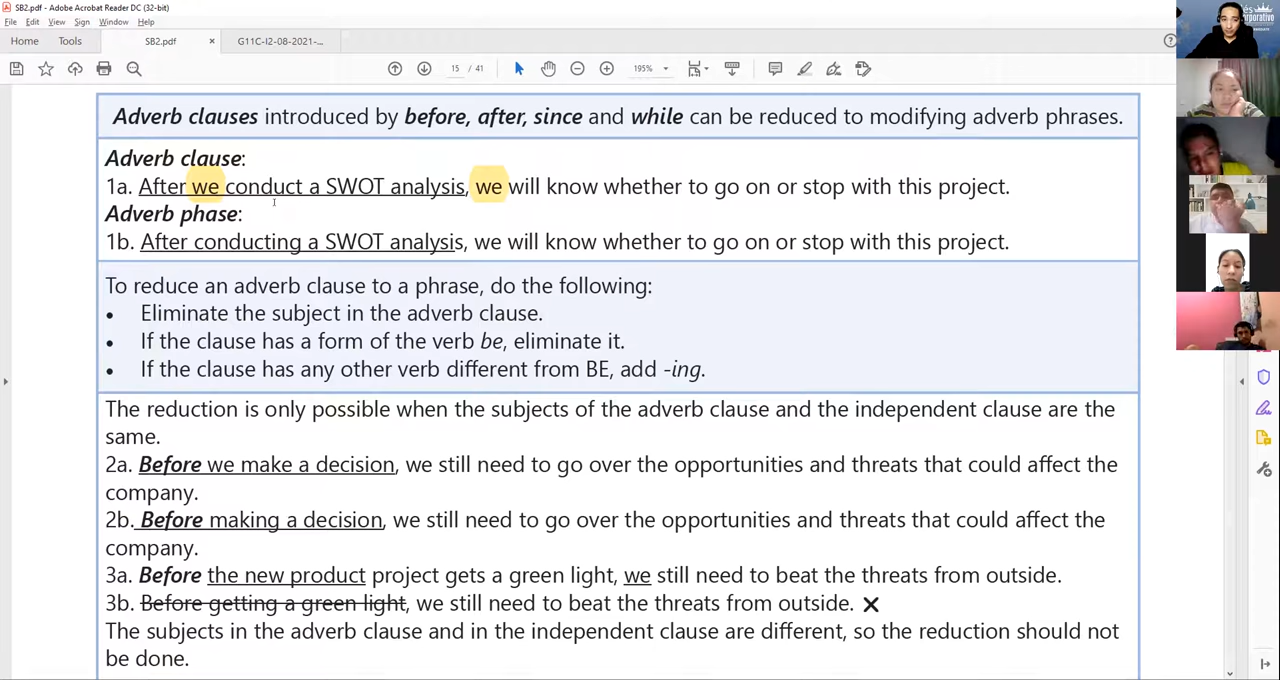 SB2.pdf - Adobe Acrobat Reader DC (32-bit)
File Edit View Sign Window Help
Home Tools SB2.pdf × G11C-I2-08-2021-...
15 / 41 195%
Adverb clauses introduced by before, after, since and while can be reduced to modifying adverb phrases.
Adverb clause:
1a. After we conduct a SWOT analysis, we will know whether to go on or stop with this project.
Adverb phase:
1b. After conducting a SWOT analysis, we will know whether to go on or stop with this project.
To reduce an adverb clause to a phrase, do the following:
• Eliminate the subject in the adverb clause.
• If the clause has a form of the verb be, eliminate it.
• If the clause has any other verb different from BE, add -ing.
The reduction is only possible when the subjects of the adverb clause and the independent clause are the
same.
2a. Before we make a decision, we still need to go over the opportunities and threats that could affect the
company.
2b. Before making a decision, we still need to go over the opportunities and threats that could affect the
company.
3a. Before the new product project gets a green light, we still need to beat the threats from outside.
3b. Before getting a green light, we still need to beat the threats from outside. ✕
The subjects in the adverb clause and in the independent clause are different, so the reduction should not
be done.